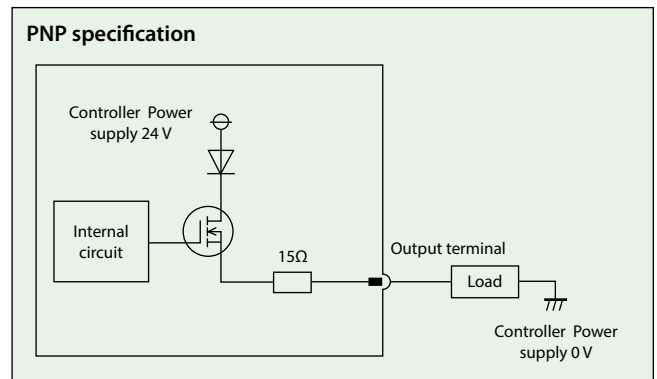 PNP specification
Controller Power
supply 24 V
Internal
circuit
15Ω
Output terminal
Load
Controller Power
supply 0 V